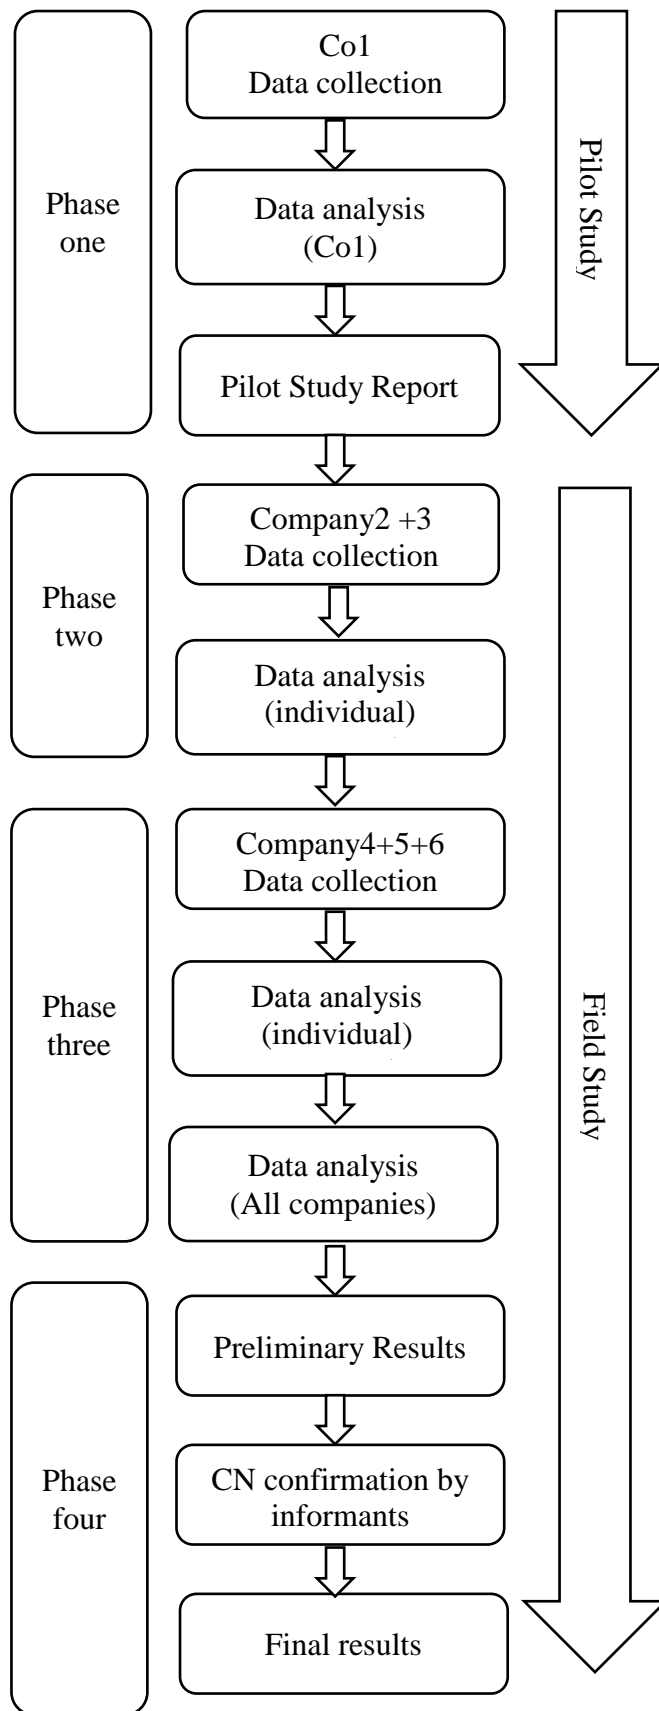 Phase
one
Co1
Data collection
Data analysis
(Co1)
Pilot Study Report
Pilot Study
Phase
two
Company2 +3
Data collection
Data analysis
(individual)
Phase
three
Company4+5+6
Data collection
Data analysis
(individual)
Data analysis
(All companies)
Field Study
Phase
four
Preliminary Results
CN confirmation by
informants
Final results